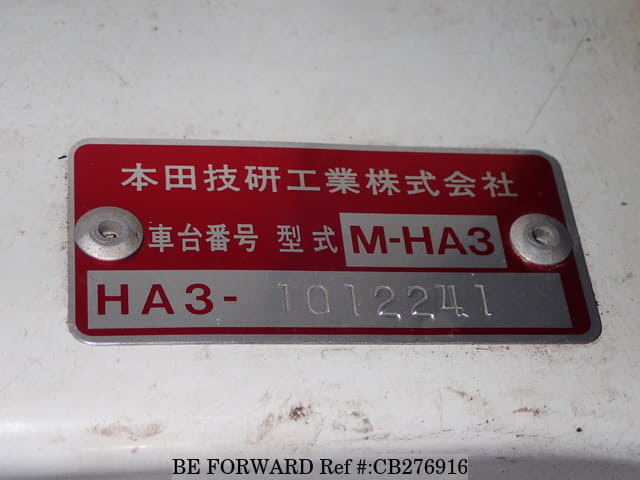 本田技研工業株式会社
車台番号 型式 M-HA3
HA3- 1012241
BE FORWARD Ref #:CB276916